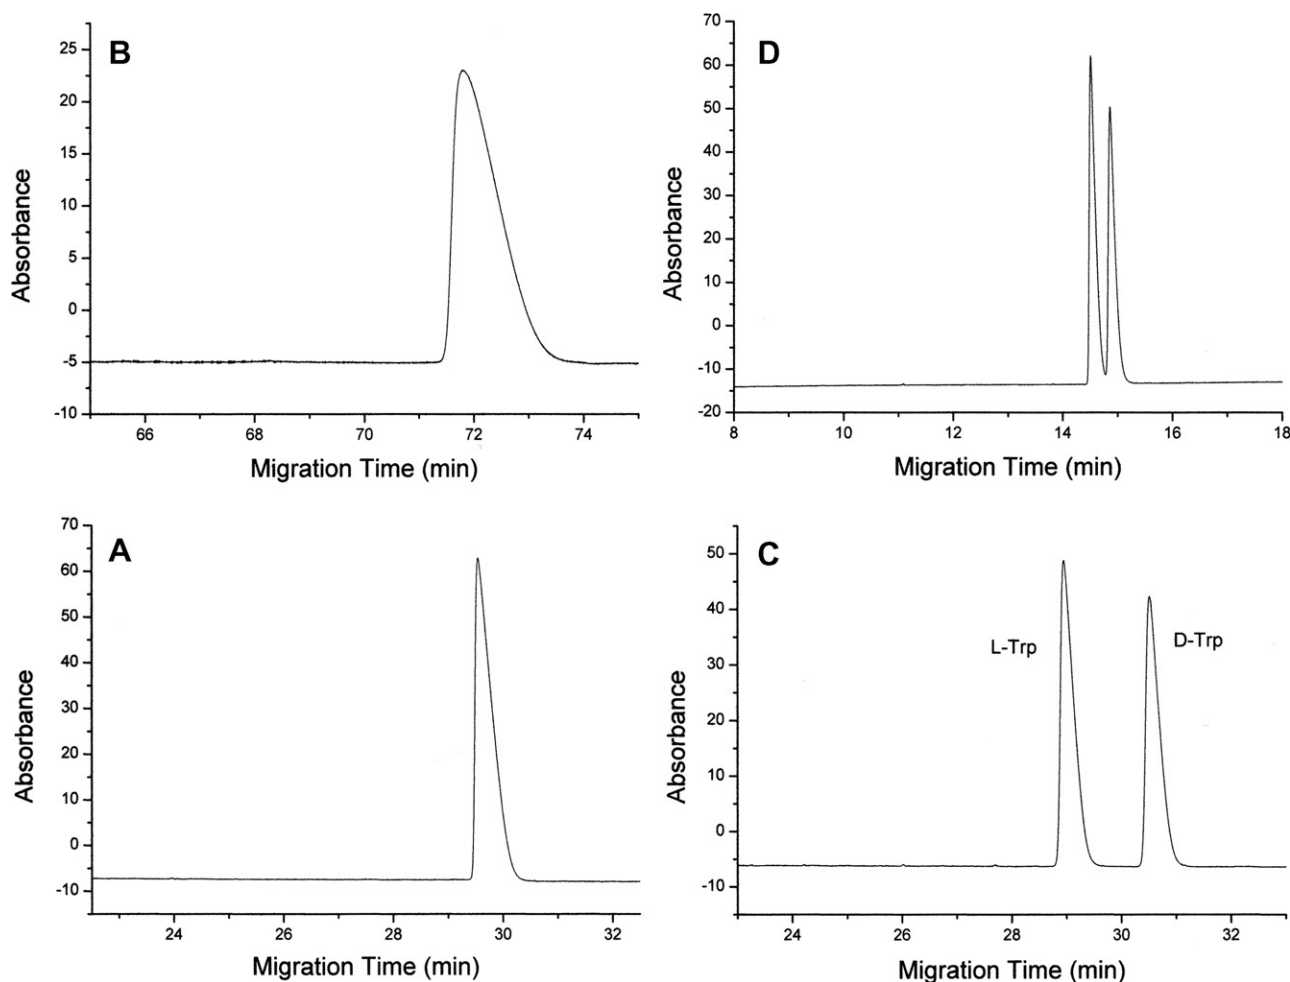 B
25
20
15
10
5
0
-5
-10
Absorbance
66 68 70 72 74
Migration Time (min)
D
70
60
50
40
30
20
10
0
-10
-20
Absorbance
8 10 12 14 16 18
Migration Time (min)
A
70
60
50
40
30
20
10
0
-10
Absorbance
24 26 28 30 32
Migration Time (min)
C
50
40
30
20
10
0
-10
Absorbance
L-Trp
D-Trp
24 26 28 30 32
Migration Time (min)